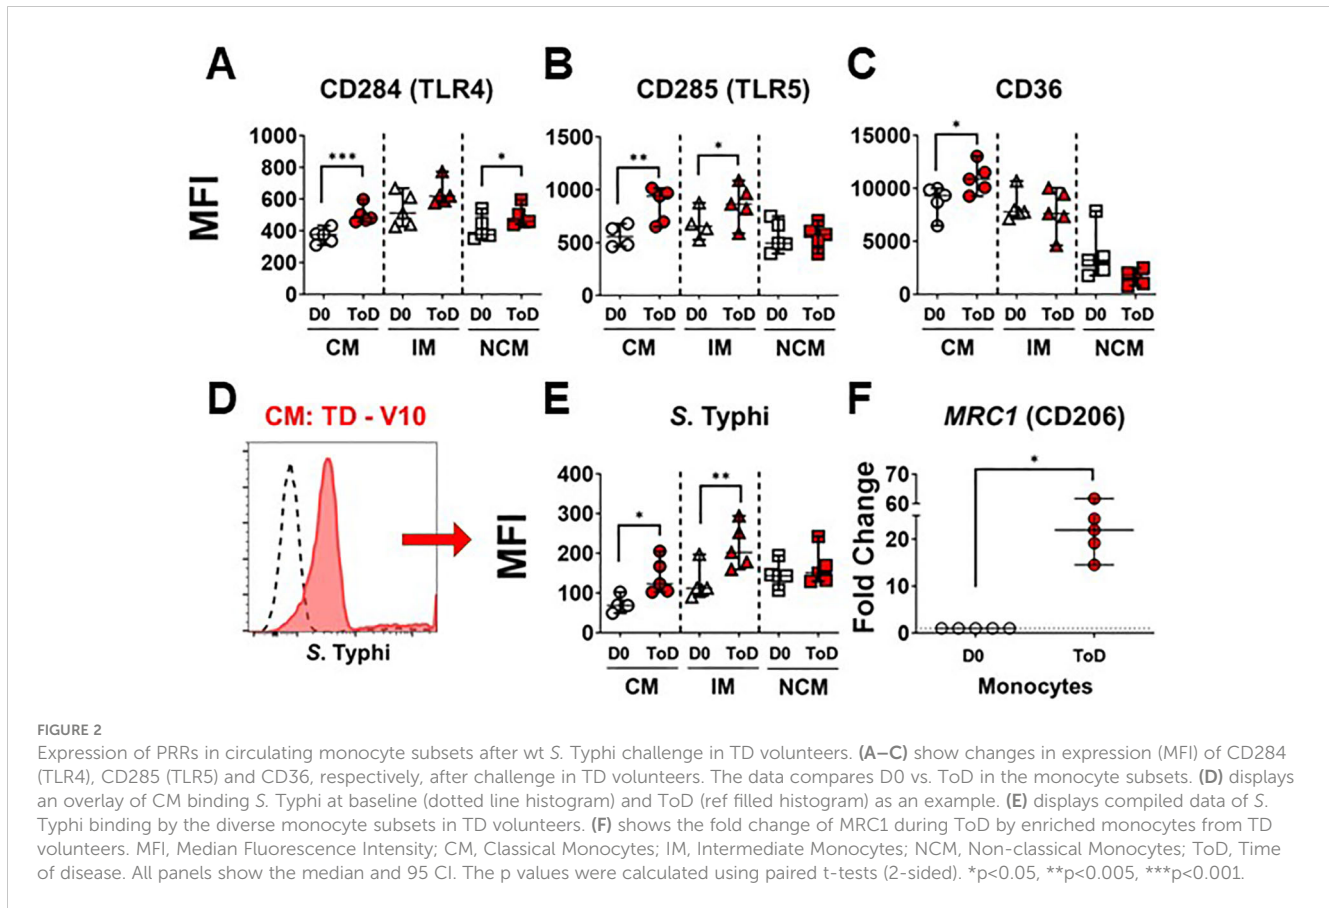 A
CD284 (TLR4)
B
CD285 (TLR5)
C
CD36
MFI
1000
800
600
400
200
0
***
*
D0 ToD D0 ToD D0 ToD
CM IM NCM
1500
1000
500
0
**
*
D0 ToD D0 ToD D0 ToD
CM IM NCM
15000
10000
5000
0
*
D0 ToD D0 ToD D0 ToD
CM IM NCM
D
CM: TD - V10
S. Typhi
E
S. Typhi
MFI
400
300
200
100
0
*
**
D0 ToD D0 ToD D0 ToD
CM IM NCM
F
MRC1 (CD206)
Fold Change
70
60
20
10
0
*
D0 ToD
Monocytes
FIGURE 2
Expression of PRRs in circulating monocyte subsets after wt S. Typhi challenge in TD volunteers. (A–C) show changes in expression (MFI) of CD284
(TLR4), CD285 (TLR5) and CD36, respectively, after challenge in TD volunteers. The data compares D0 vs. ToD in the monocyte subsets. (D) displays
an overlay of CM binding S. Typhi at baseline (dotted line histogram) and ToD (ref filled histogram) as an example. (E) displays compiled data of S.
Typhi binding by the diverse monocyte subsets in TD volunteers. (F) shows the fold change of MRC1 during ToD by enriched monocytes from TD
volunteers. MFI, Median Fluorescence Intensity; CM, Classical Monocytes; IM, Intermediate Monocytes; NCM, Non-classical Monocytes; ToD, Time
of disease. All panels show the median and 95 CI. The p values were calculated using paired t-tests (2-sided). *p<0.05, **p<0.005, ***p<0.001.